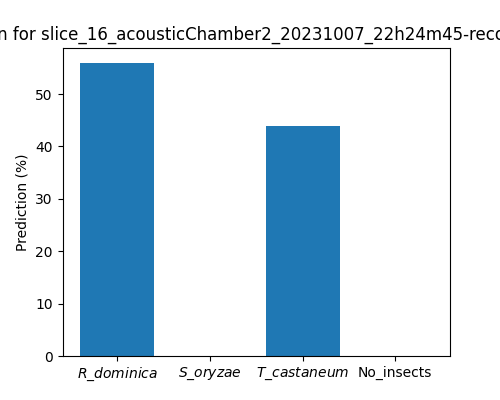 n for slice_16_acousticChamber2_20231007_22h24m45-reco
Prediction (%)
50
40
30
20
10
0
R_dominica S_oryzae T_castaneum No_insects